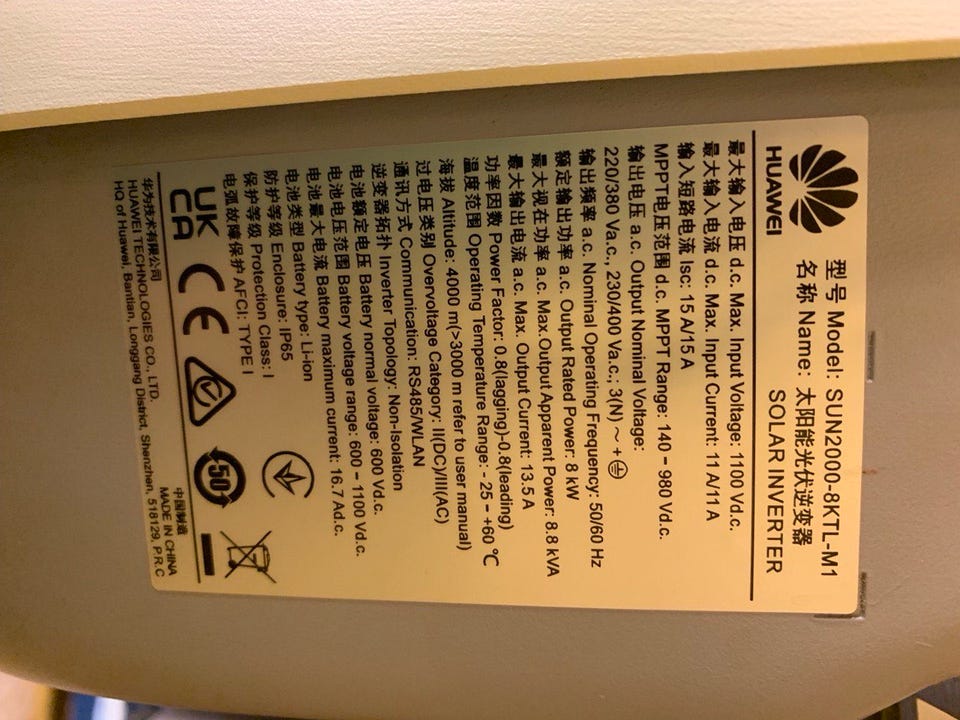 HUAWEI
型号 Model: SUN2000-8KTL-M1
名称 Name: 太阳能光伏逆变器
SOLAR INVERTER
最大输入电压 d.c. Max. Input Voltage: 1100 Vd.c.
最大输入电流 d.c. Max. Input Current: 11 A/11 A
输入短路电流 Isc: 15 A/15 A
MPPT电压范围 d.c. MPPT Range: 140 - 980 Vd.c.
输出电压 a.c. Output Nominal Voltage:
220/380 Va.c., 230/400 Va.c.; 3(N) ~ +
输出频率 a.c. Nominal Operating Frequency: 50/60 Hz
额定输出功率 a.c. Output Rated Power: 8 kW
最大视在功率 a.c. Max.Output Apparent Power: 8.8 kVA
最大输出电流 a.c. Max. Output Current: 13.5 A
功率因数 Power Factor: 0.8(lagging)-0.8(leading)
温度范围 Operating Temperature Range: - 25 - +60 ℃
海拔 Altitude: 4000 m(>3000 m refer to user manual)
过电压类别 Overvoltage Category: II(DC)/III(AC)
通讯方式 Communication: RS485/WLAN
逆变器拓扑 Inverter Topology: Non-Isolation
电池额定电压 Battery normal voltage: 600 Vd.c.
电池电压范围 Battery voltage range: 600 - 1100 Vd.c.
电池最大电流 Battery maximum current: 16.7 Ad.c.
电池类型 Battery type: Li-ion
防护等级 Enclosure: IP65
保护等级 Protection Class: I
电弧故障保护 AFCI: TYPE I
UK
CA
CE
50
华为技术有限公司
HUAWEI TECHNOLOGIES CO., LTD.
HQ of Huawei, Bantian, Longgang District, Shenzhen, 518129, P.R.C
中国制造
MADE IN CHINA